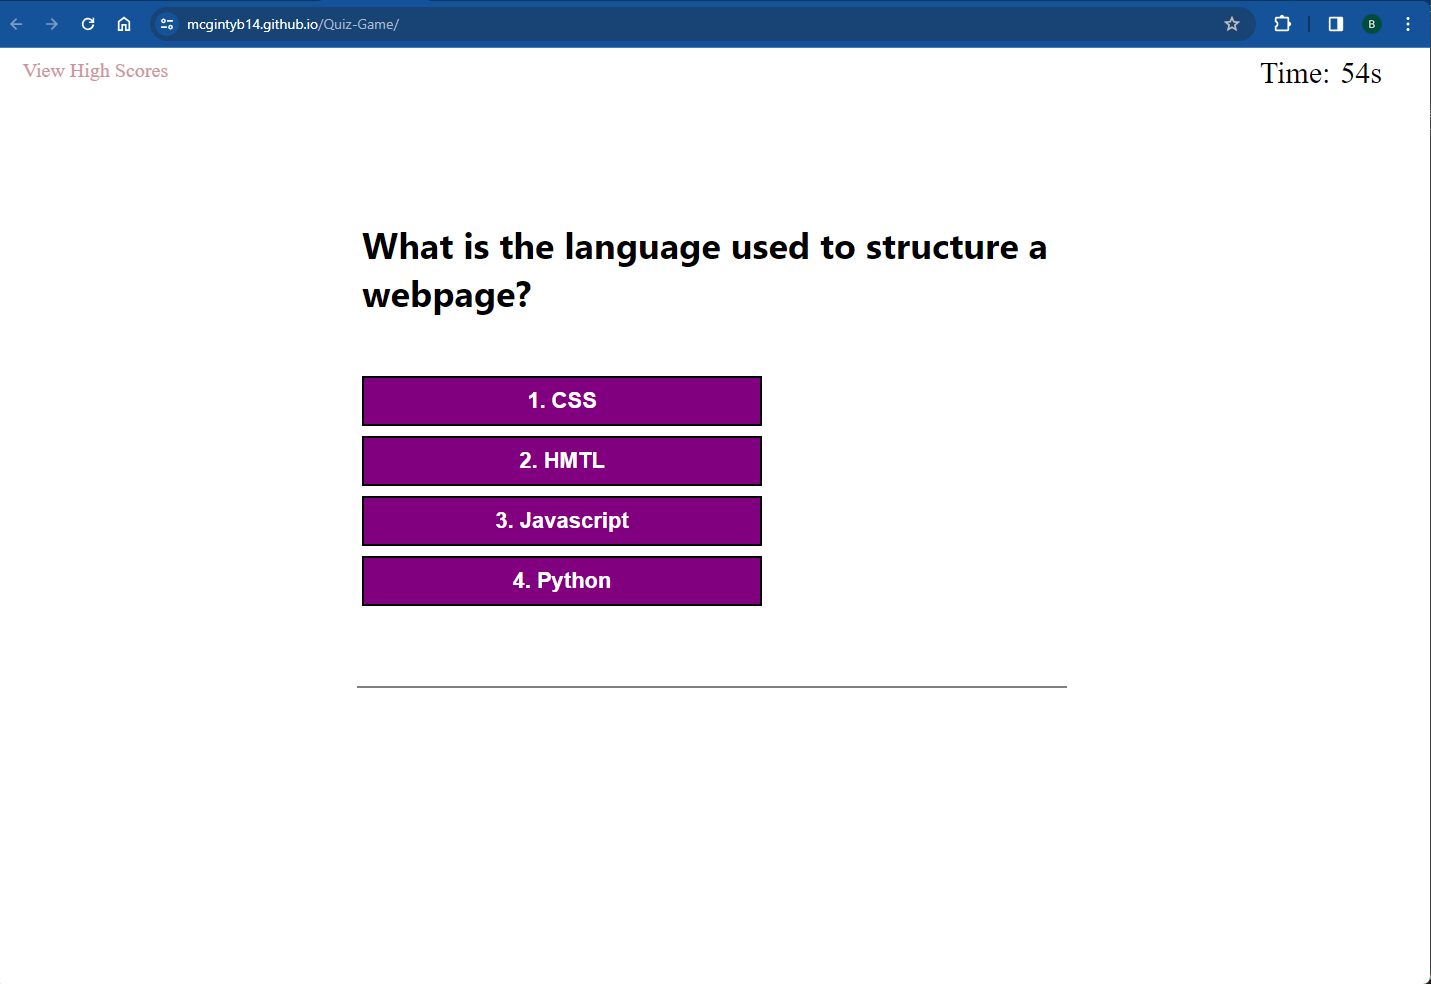 mcgintyb14.github.io/Quiz-Game/
B
View High Scores
Time: 54s
What is the language used to structure a
webpage?
1. CSS
2. HMTL
3. Javascript
4. Python